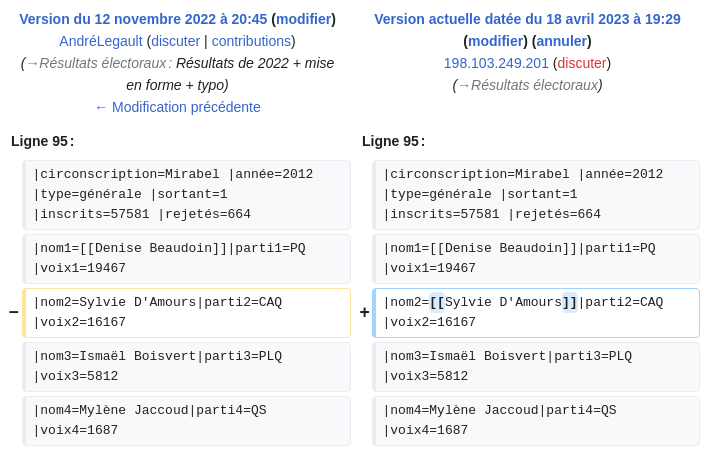 Version du 12 novembre 2022 à 20:45 (modifier)
AndréLegault (discuter | contributions)
(→Résultats électoraux : Résultats de 2022 + mise
en forme + typo)
← Modification précédente
Version actuelle datée du 18 avril 2023 à 19:29
(modifier) (annuler)
198.103.249.201 (discuter)
(→Résultats électoraux)
Ligne 95 :
Ligne 95 :
|circonscription=Mirabel |année=2012
|type=générale |sortant=1
|inscrits=57581 |rejetés=664
|circonscription=Mirabel |année=2012
|type=générale |sortant=1
|inscrits=57581 |rejetés=664
|nom1=[[Denise Beaudoin]]|parti1=PQ
|voix1=19467
|nom1=[[Denise Beaudoin]]|parti1=PQ
|voix1=19467
− |nom2=Sylvie D'Amours|parti2=CAQ
|voix2=16167
+ |nom2=[[Sylvie D'Amours]]|parti2=CAQ
|voix2=16167
|nom3=Ismaël Boisvert|parti3=PLQ
|voix3=5812
|nom3=Ismaël Boisvert|parti3=PLQ
|voix3=5812
|nom4=Mylène Jaccoud|parti4=QS
|voix4=1687
|nom4=Mylène Jaccoud|parti4=QS
|voix4=1687